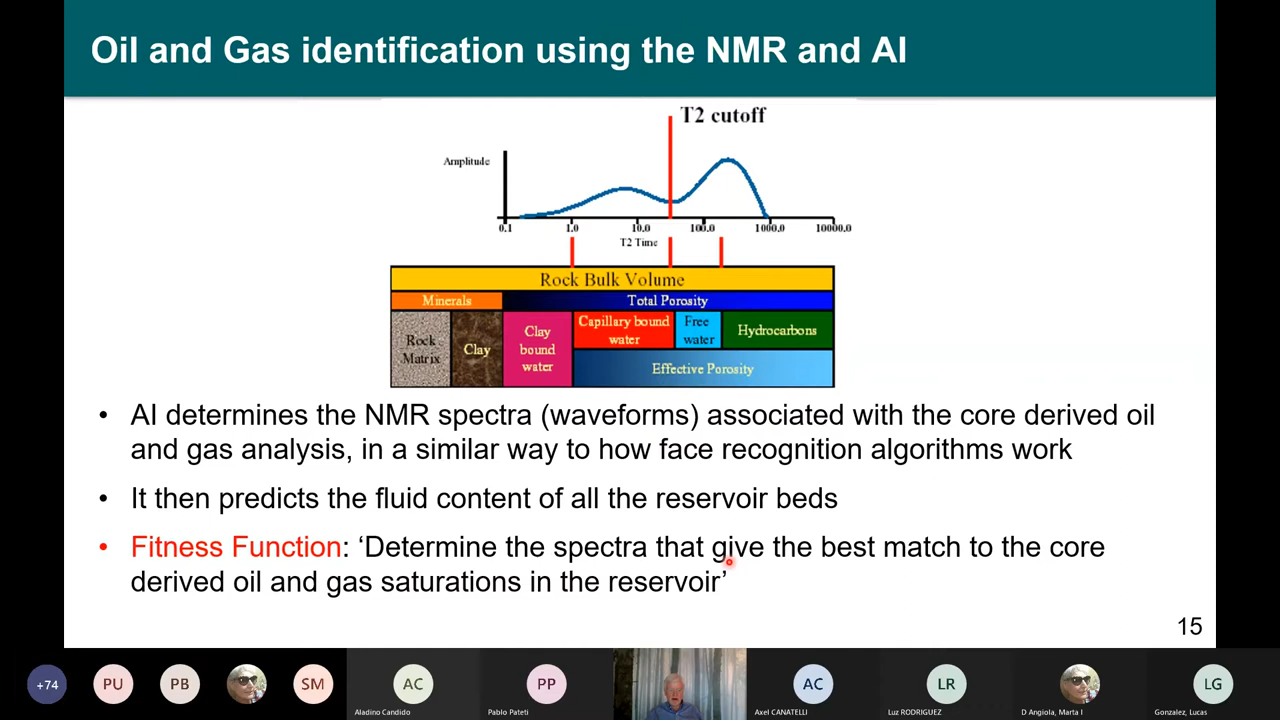 Oil and Gas identification using the NMR and AI
T2 cutoff
Amplitude
0.1 1.0 10.0 100.0 1000.0 10000.0
T2 Time
Rock Bulk Volume
Minerals Total Porosity
Rock Matrix
Clay
Clay bound water
Capillary bound water
Free water
Hydrocarbons
Effective Porosity
• AI determines the NMR spectra (waveforms) associated with the core derived oil
and gas analysis, in a similar way to how face recognition algorithms work
• It then predicts the fluid content of all the reservoir beds
• Fitness Function: ‘Determine the spectra that give the best match to the core
derived oil and gas saturations in the reservoir’
15
+74 PU PB SM AC PP AC LR LG
Aladino Candido Pablo Pateti Axel CANATELLI Luz RODRIGUEZ D Angiola, Marta I Gonzalez, Lucas